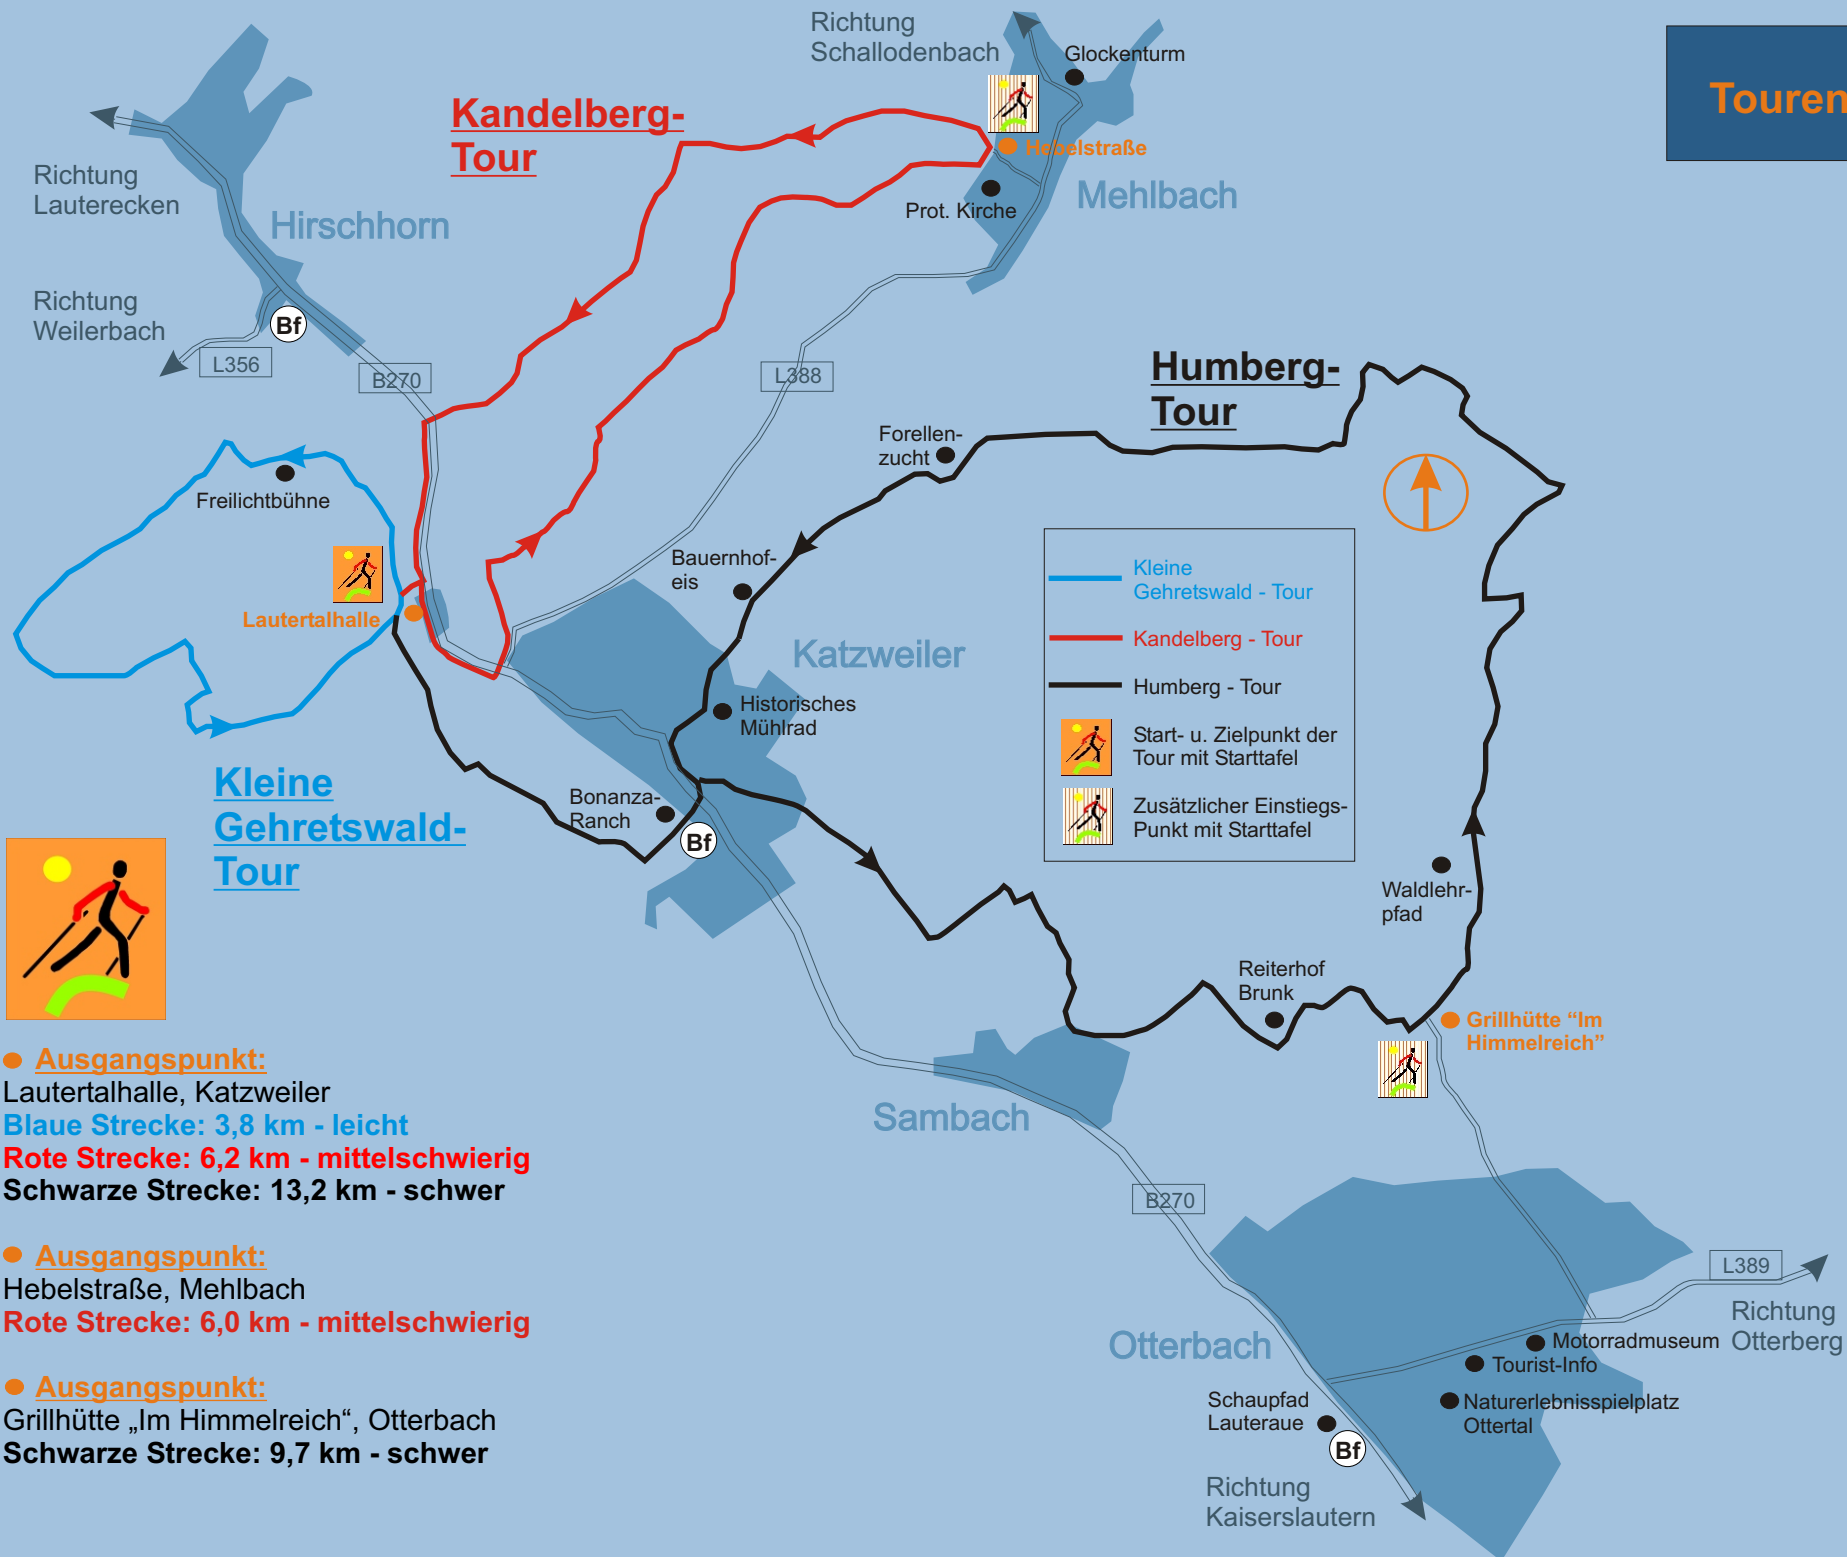 Richtung
Schallodenbach
Glockenturm
Touren
Kandelberg-
Tour
Hebelstraße
Richtung
Lauterecken
Mehlbach
Prot. Kirche
Hirschhorn
Richtung
Weilerbach
Bf
L356
B270
L388
Humberg-
Tour
Forellen-
zucht
Freilichtbühne
Bauernhof-
eis
Kleine
Gehretswald - Tour
Lautertalhalle
Kandelberg - Tour
Katzweiler
Humberg - Tour
Historisches
Mühlrad
Start- u. Zielpunkt der
Tour mit Starttafel
Kleine
Gehretswald-
Tour
Bonanza-
Ranch
Zusätzlicher Einstiegs-
Punkt mit Starttafel
Bf
Waldlehr-
pfad
Reiterhof
Brunk
Grillhütte “Im
Himmelreich”
Ausgangspunkt:
Lautertalhalle, Katzweiler
Blaue Strecke: 3,8 km - leicht
Rote Strecke: 6,2 km - mittelschwierig
Schwarze Strecke: 13,2 km - schwer
Sambach
B270
Ausgangspunkt:
Hebelstraße, Mehlbach
Rote Strecke: 6,0 km - mittelschwierig
L389
Richtung
Otterberg
Otterbach
Motorradmuseum
Tourist-Info
Ausgangspunkt:
Grillhütte „Im Himmelreich“, Otterbach
Schwarze Strecke: 9,7 km - schwer
Schaupfad
Lauteraue
Naturerlebnisspielplatz
Ottertal
Bf
Richtung
Kaiserslautern